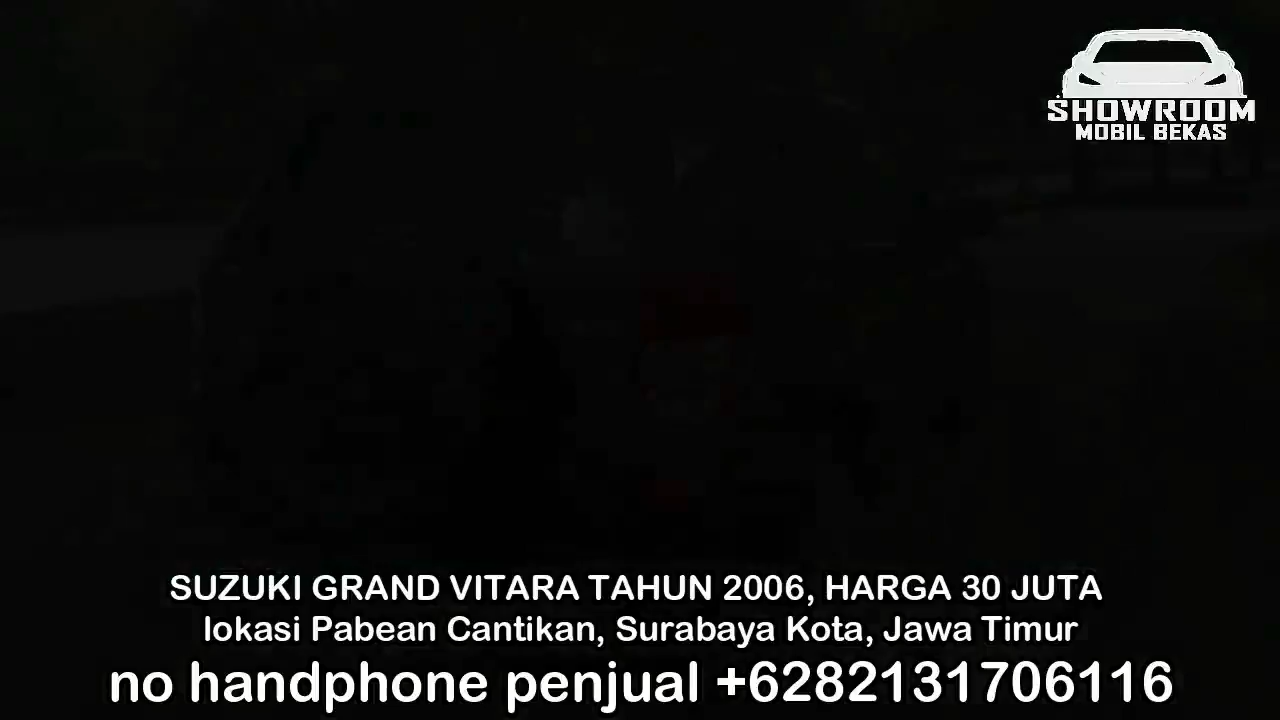 SHOWROOM
MOBIL BEKAS
SUZUKI GRAND VITARA TAHUN 2006, HARGA 30 JUTA
lokasi Pabean Cantikan, Surabaya Kota, Jawa Timur
no handphone penjual +6282131706116